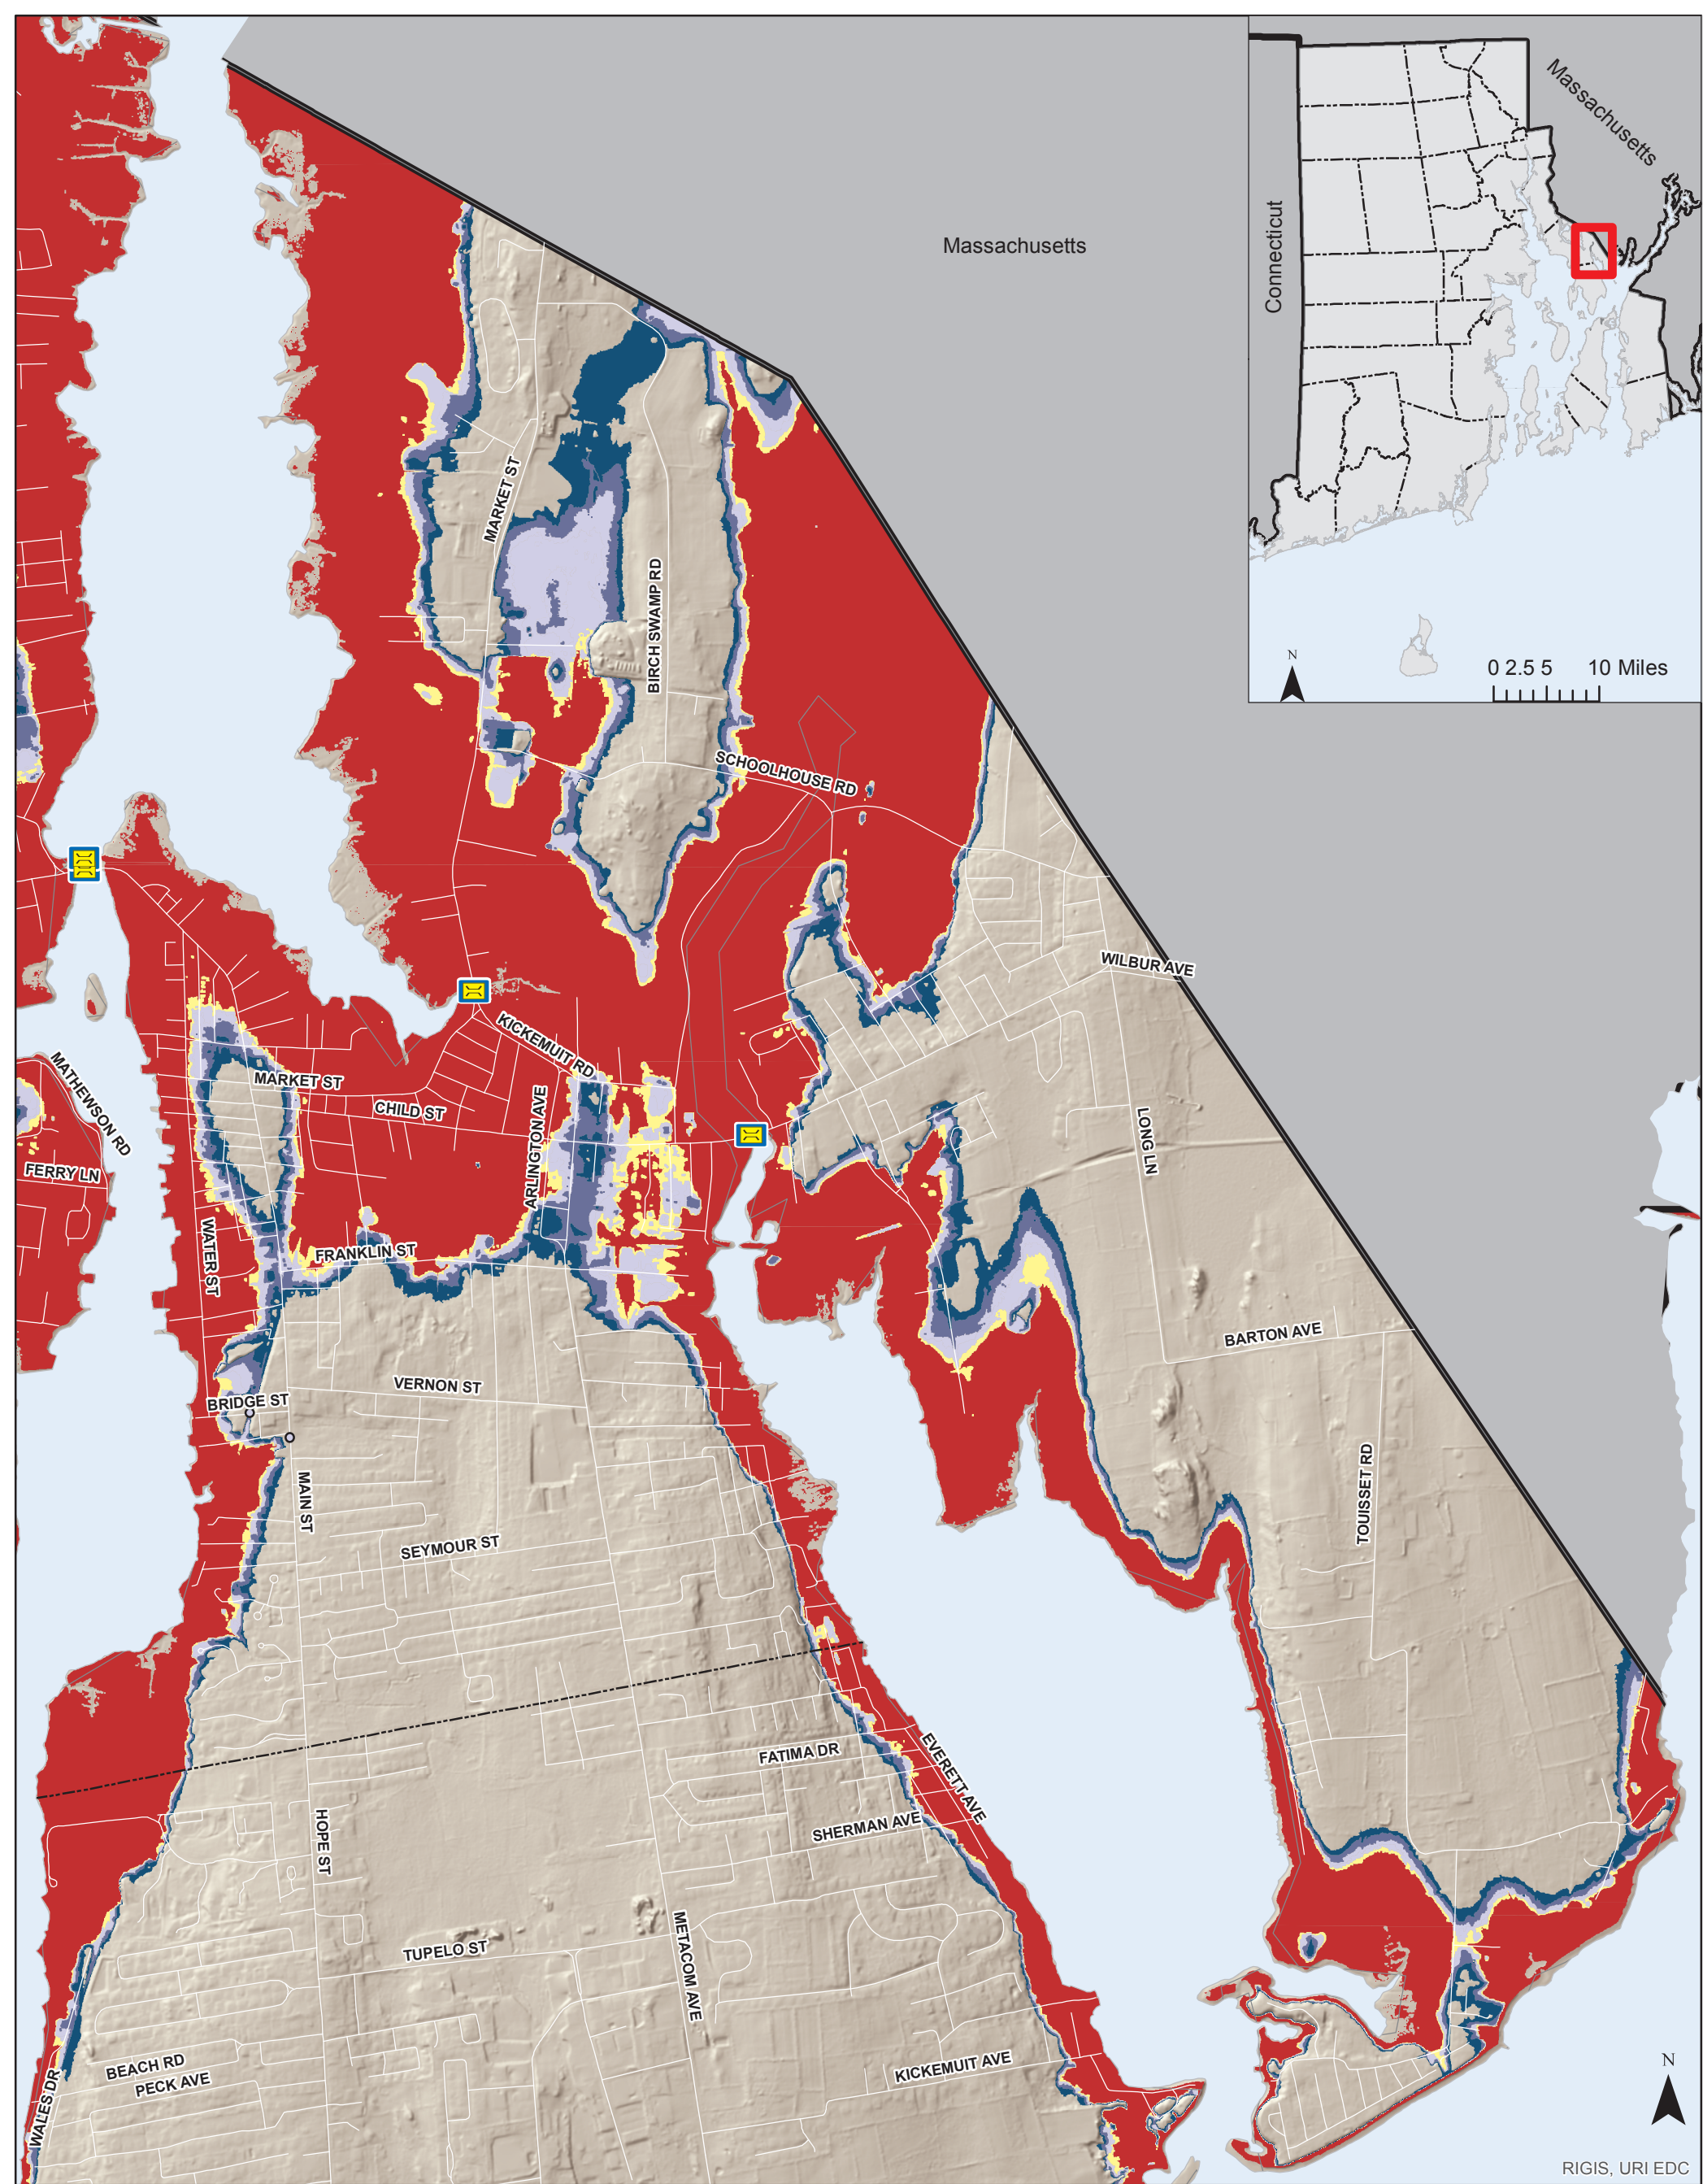 Massachusetts
Massachusetts
Connecticut
N
0 2.5 5 10 Miles
MARKET ST
BIRCH SWAMP RD
SCHOOLHOUSE RD
WILBUR AVE
KICKEMUIT RD
MATHEWSON RD
MARKET ST
CHILD ST
ARLINGTON AVE
LONG LN
FERRY LN
WATER ST
FRANKLIN ST
BARTON AVE
VERNON ST
BRIDGE ST
MAIN ST
TOUISSET RD
SEYMOUR ST
FATIMA DR
EVERETT AVE
SHERMAN AVE
HOPE ST
TUPELO ST
METACOM AVE
BEACH RD
PECK AVE
KICKEMUIT AVE
WALES DR
N
RIGIS, URI EDC